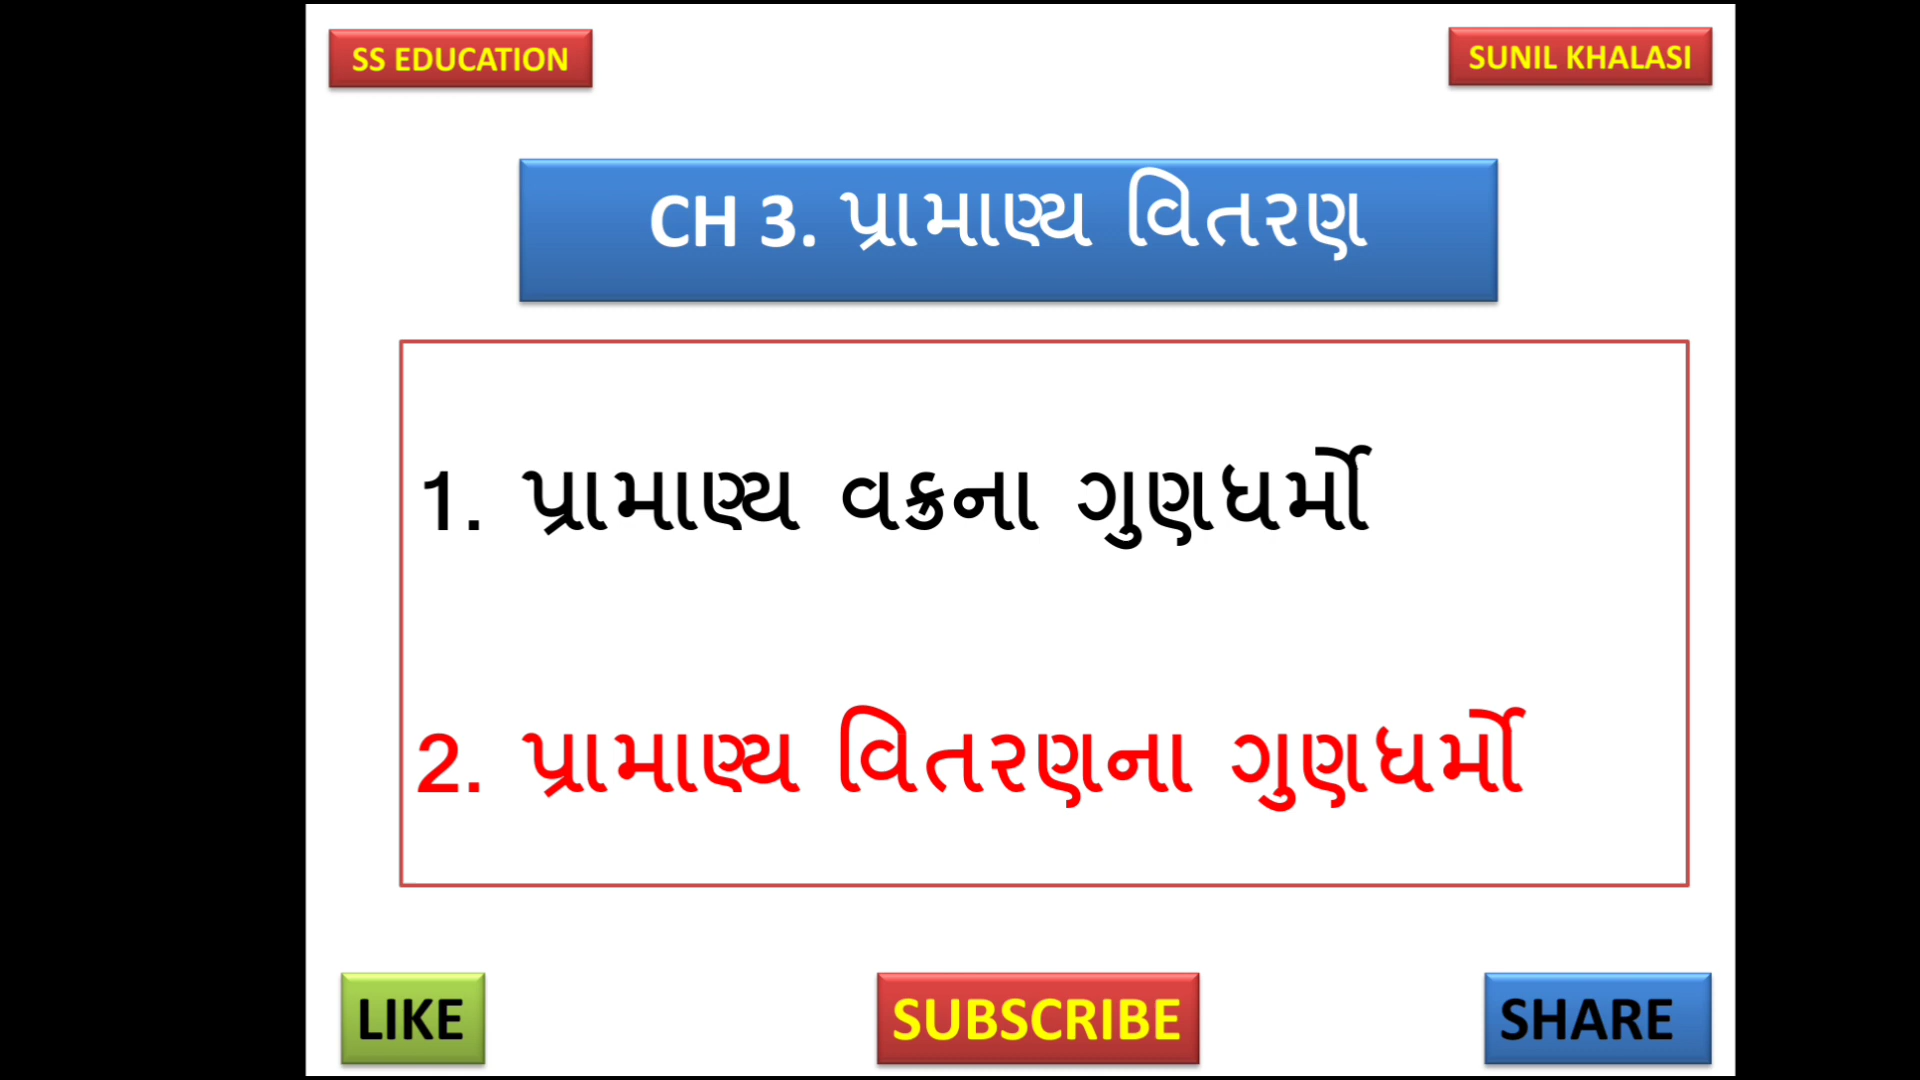 SS EDUCATION
SUNIL KHALASI
CH 3. પ્રામાણ્ય વિતરણ
1. પ્રામાણ્ય વક્રના ગુણધર્મો
2. પ્રામાણ્ય વિતરણના ગુણધર્મો
LIKE
SUBSCRIBE
SHARE